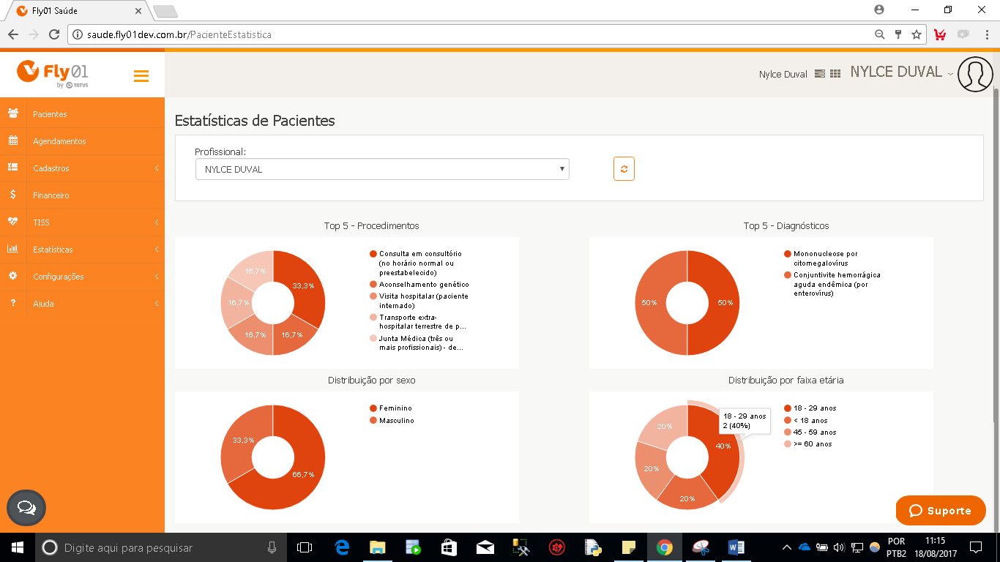 Fly01 Saúde
saude.fly01dev.com.br/PacienteEstatistica
Fly01
by TOTVS
Nylce Duval
NYLCE DUVAL
Pacientes
Agendamentos
Cadastros
Financeiro
TISS
Estatísticas
Configurações
Ajuda
Estatísticas de Pacientes
Profissional:
NYLCE DUVAL
Top 5 - Procedimentos
33,3%
16,7%
16,7%
16,7%
16,7%
Consulta em consultório
(no horário normal ou
preestabelecido)
Aconselhamento genético
Visita hospitalar (paciente
internado)
Transporte extra-
hospitalar terrestre de p...
Junta Médica (três ou
mais profissionais) - de...
Top 5 - Diagnósticos
50%
50%
Mononucleose por
citomegalovírus
Conjuntivite hemorrágica
aguda endêmica (por
enterovírus)
Distribuição por sexo
33,3%
66,7%
Feminino
Masculino
Distribuição por faixa etária
18 - 29 anos
2 (40%)
40%
20%
20%
20%
18 - 29 anos
< 18 anos
45 - 59 anos
>= 60 anos
Suporte
Digite aqui para pesquisar
POR
PTB2
11:15
18/08/2017